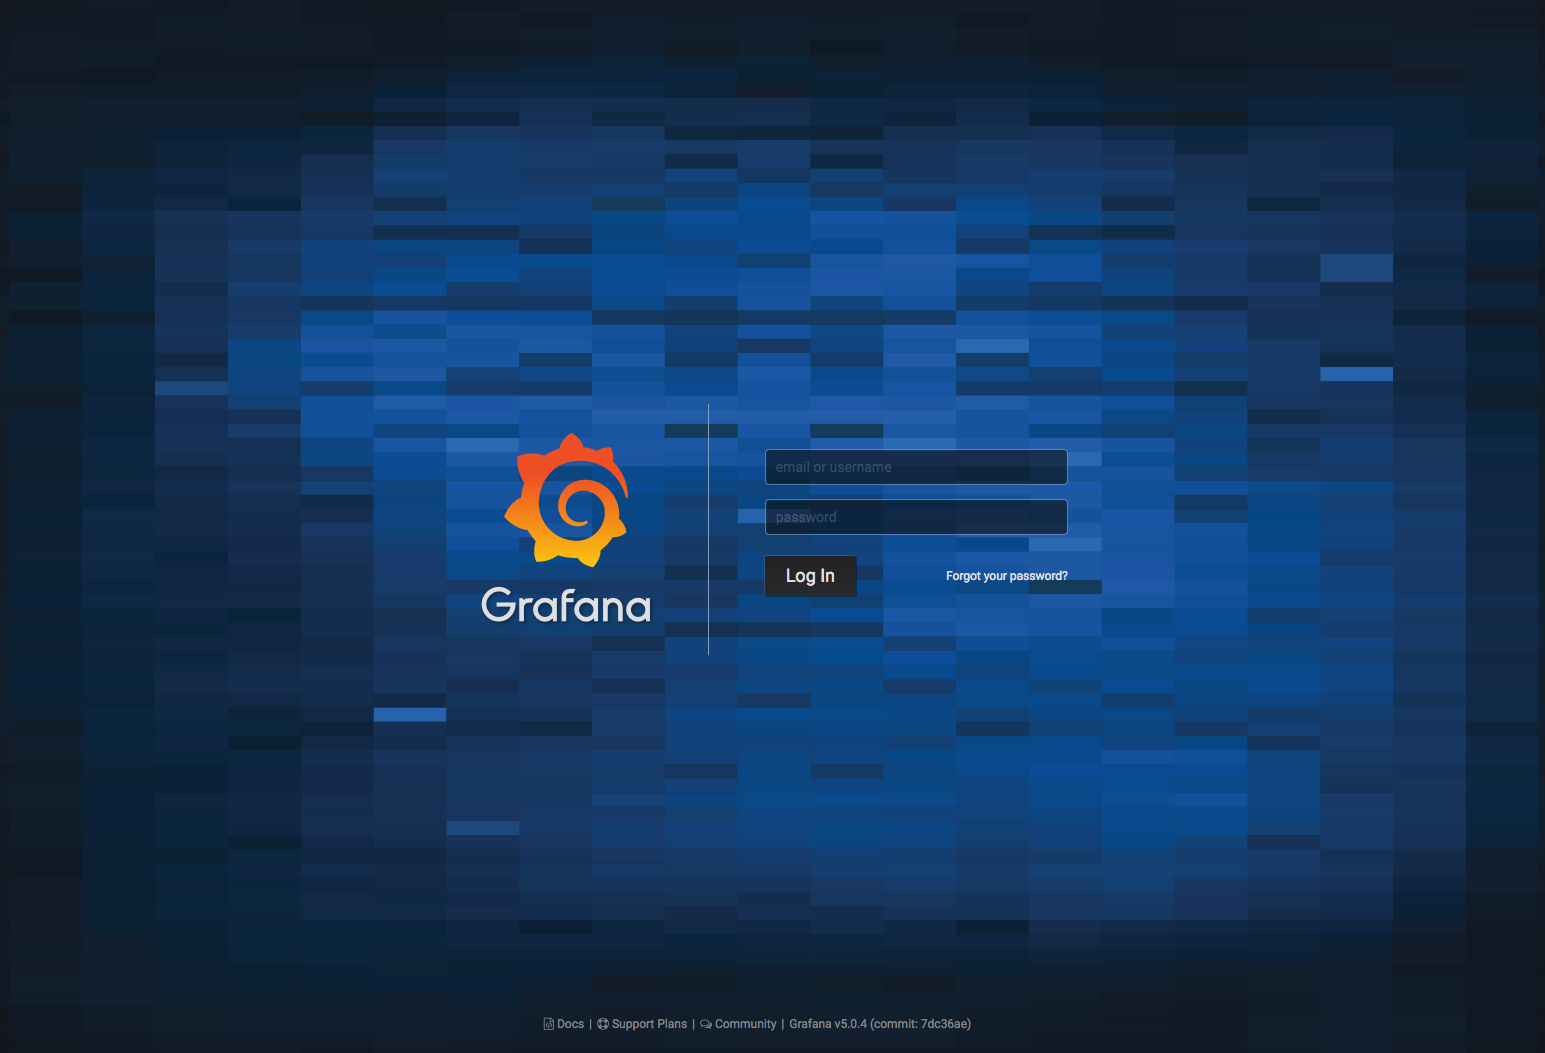 Grafana
email or username
password
Log In
Forgot your password?
Docs | Support Plans | Community | Grafana v5.0.4 (commit: 7dc36ae)